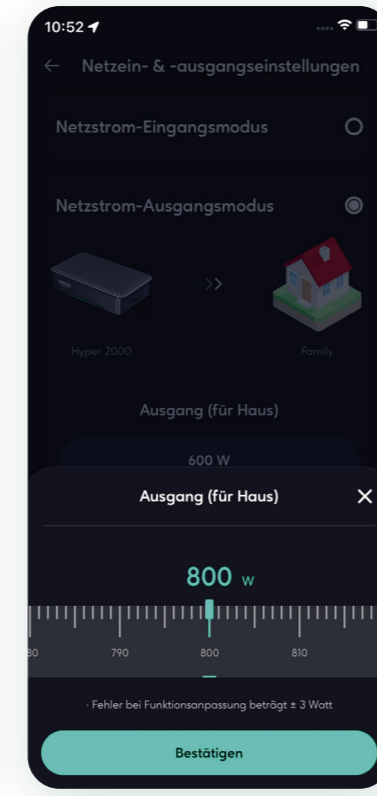 10:52
Netzein- & -ausgangseinstellungen
Netzstrom-Eingangsmodus
Netzstrom-Ausgangsmodus
Hyper 2000
Family
Ausgang (für Haus)
600 W
Ausgang (für Haus)
800 W
80 790 800 810
· Fehler bei Funktionsanpassung beträgt ± 3 Watt
Bestätigen